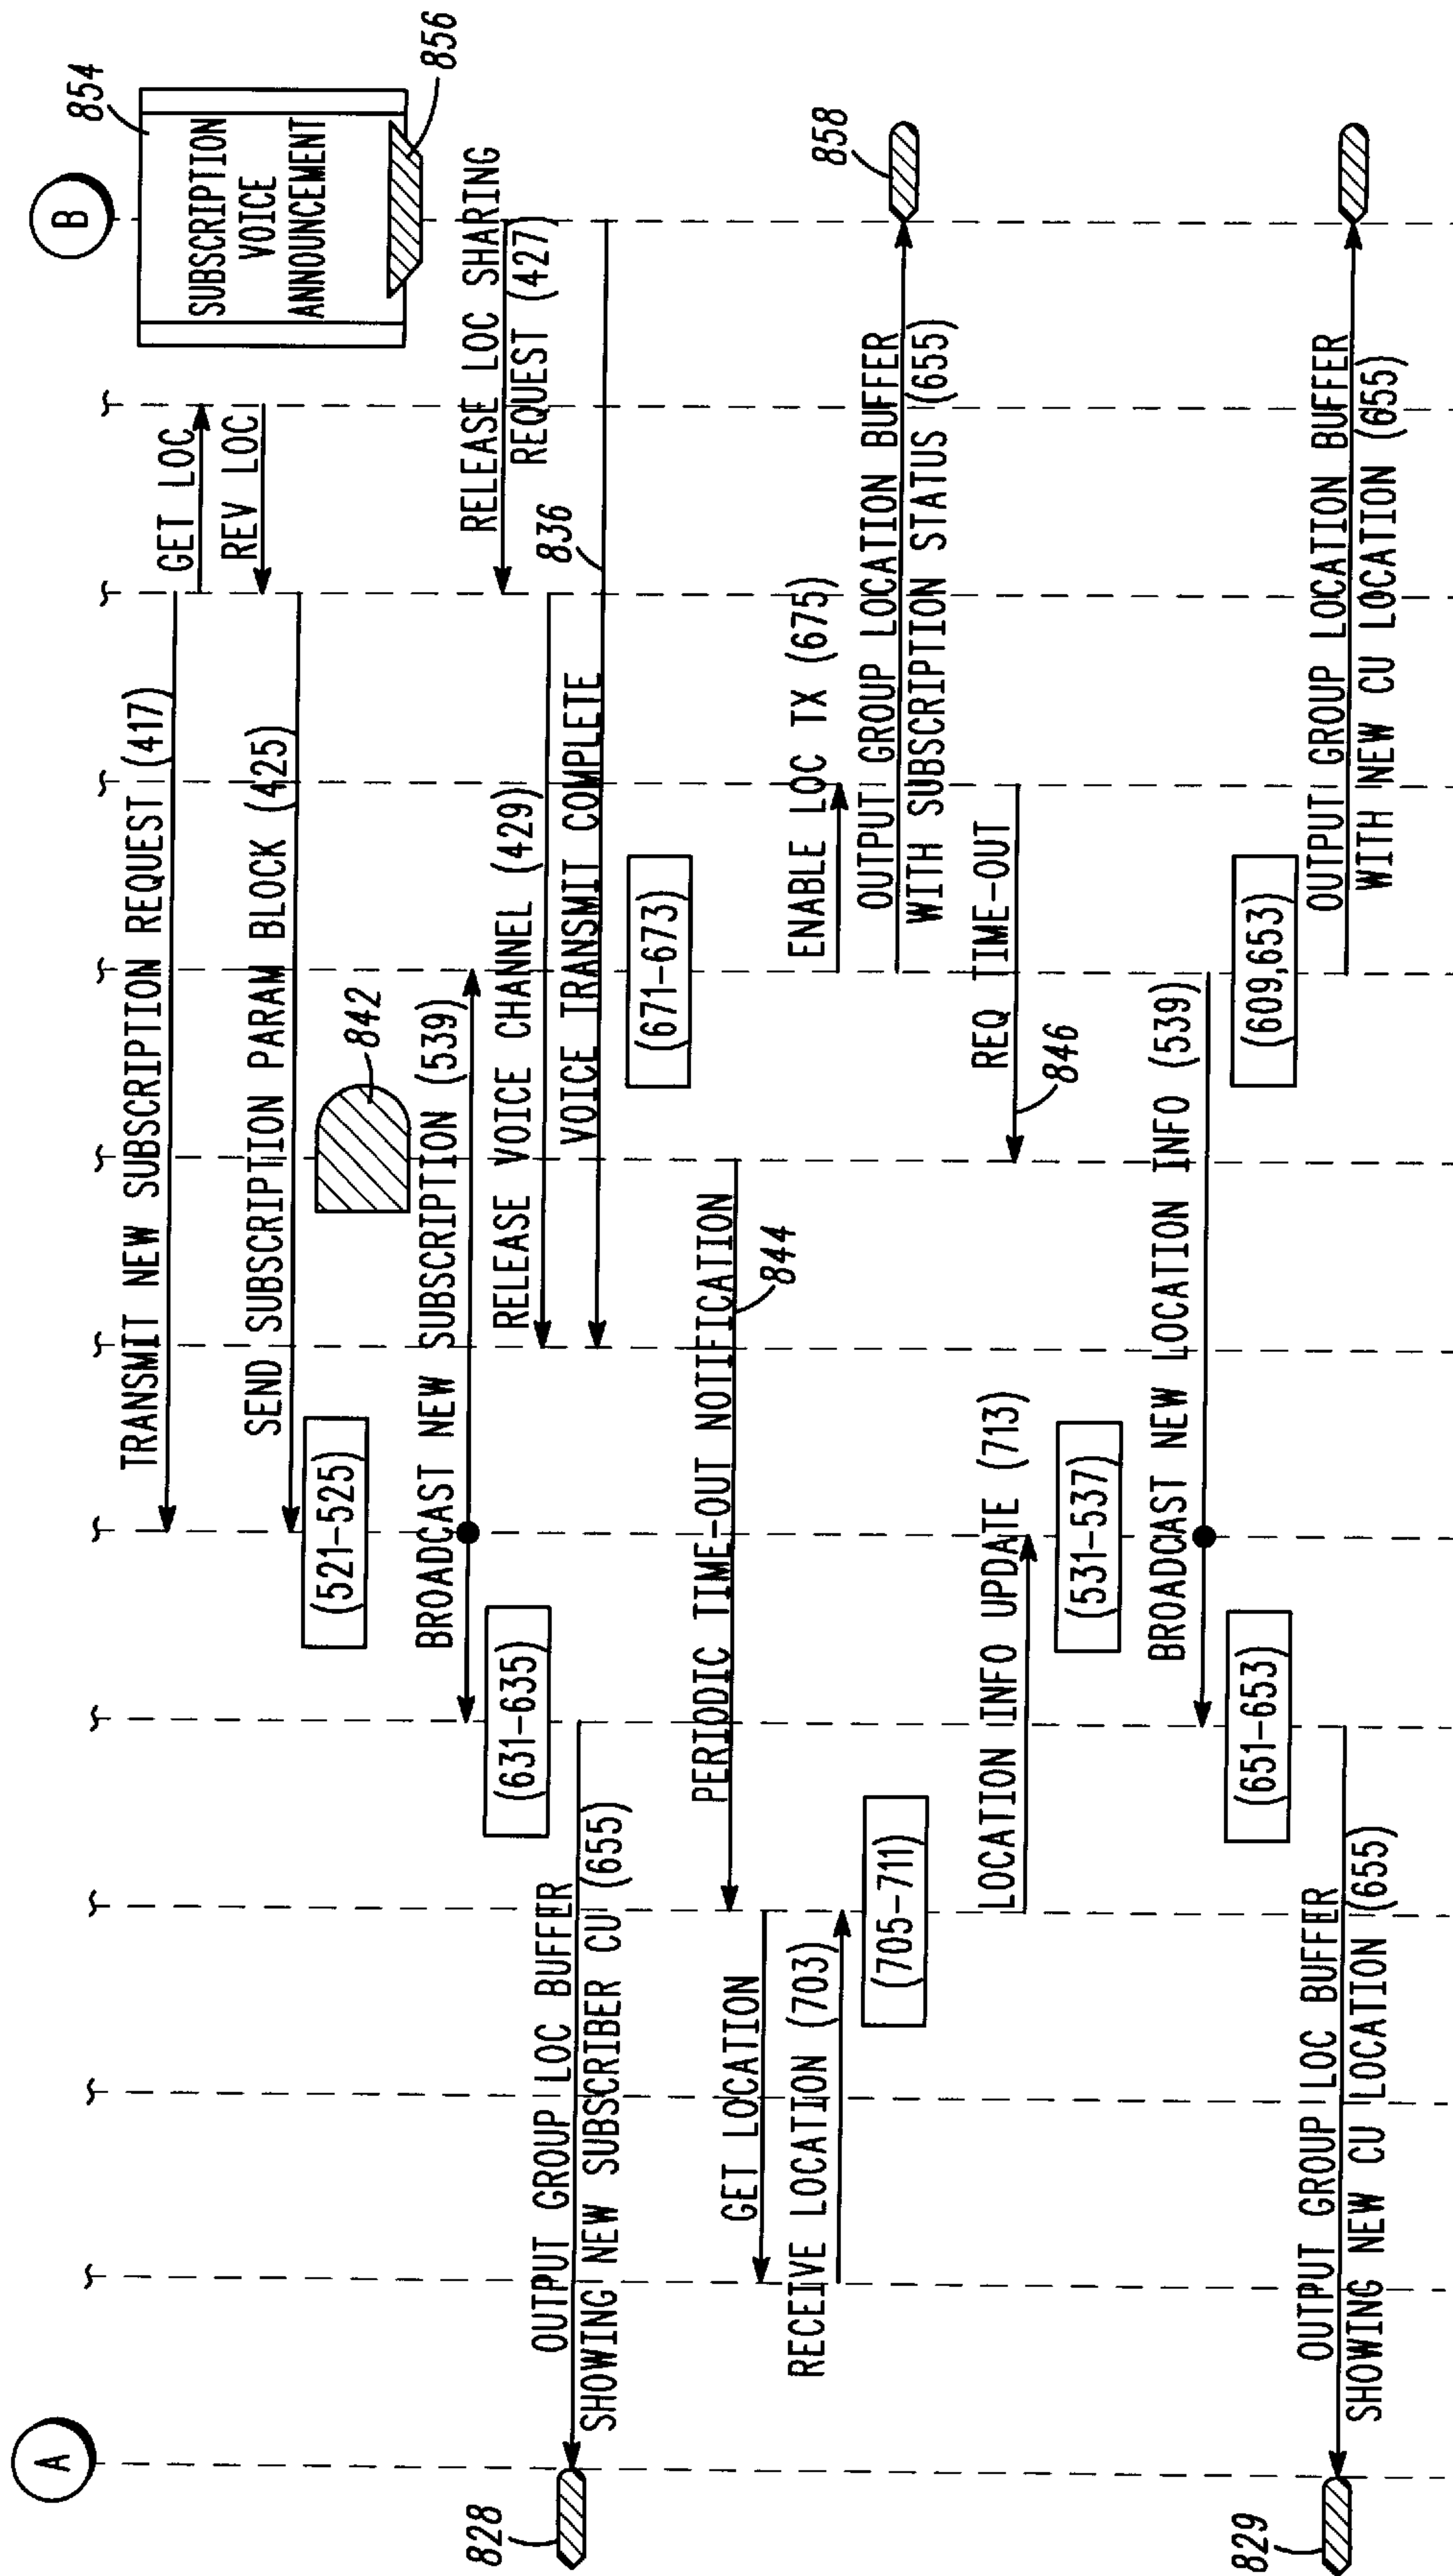 A
B
854
SUBSCRIPTION
VOICE
ANNOUNCEMENT
856
TRANSMIT NEW SUBSCRIPTION REQUEST (417)
GET LOC
REV LOC
SEND SUBSCRIPTION PARAM BLOCK (425)
(521-525)
842
BROADCAST NEW SUBSCRIPTION (539)
(631-635)
RELEASE LOC SHARING
REQUEST (427)
RELEASE VOICE CHANNEL (429)
836
VOICE TRANSMIT COMPLETE
828
OUTPUT GROUP LOC BUFFER
SHOWING NEW SUBSCRIBER CU (655)
(671-673)
PERIODIC TIME-OUT NOTIFICATION
844
GET LOCATION
RECEIVE LOCATION (703)
(705-711)
ENABLE LOC TX (675)
858
OUTPUT GROUP LOCATION BUFFER
WITH SUBSCRIPTION STATUS (655)
REQ TIME-OUT
846
LOCATION INFO UPDATE (713)
(531-537)
BROADCAST NEW LOCATION INFO (539)
(651-653)
(609,653)
829
OUTPUT GROUP LOC BUFFER
SHOWING NEW CU LOCATION (655)
OUTPUT GROUP LOCATION BUFFER
WITH NEW CU LOCATION (655)